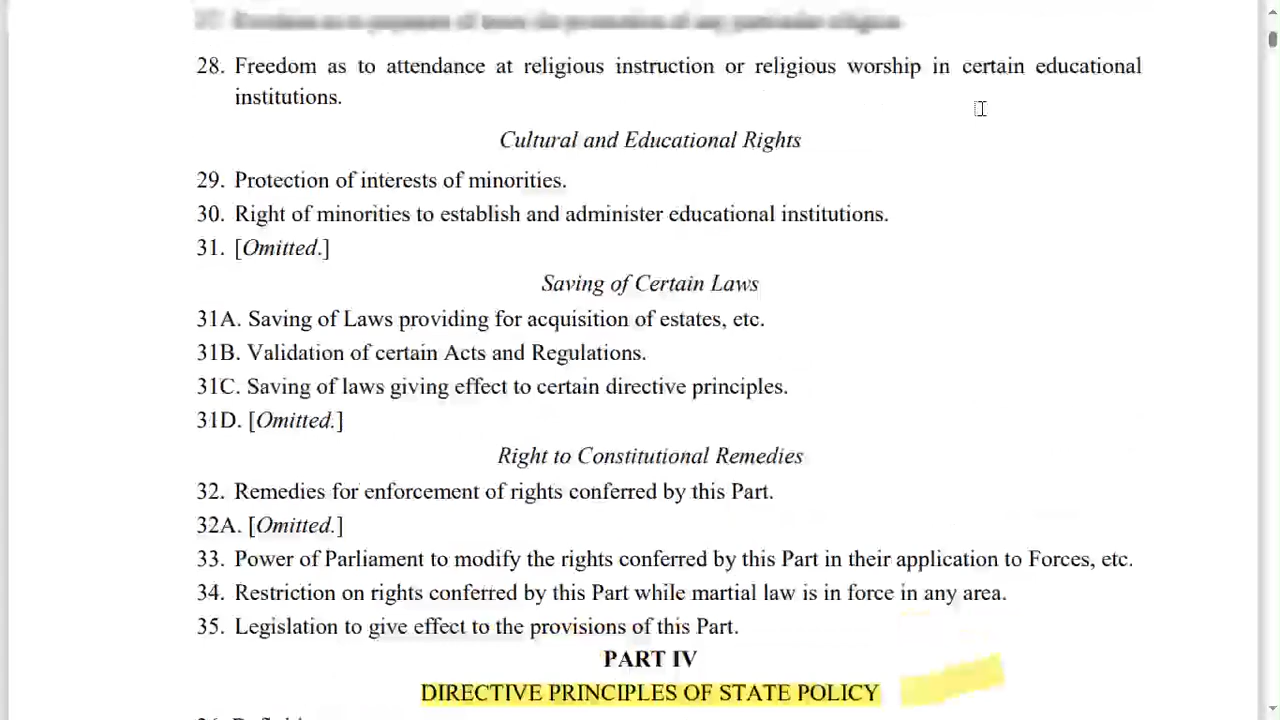 28. Freedom as to attendance at religious instruction or religious worship in certain educational
institutions.
Cultural and Educational Rights
29. Protection of interests of minorities.
30. Right of minorities to establish and administer educational institutions.
31. [Omitted.]
Saving of Certain Laws
31A. Saving of Laws providing for acquisition of estates, etc.
31B. Validation of certain Acts and Regulations.
31C. Saving of laws giving effect to certain directive principles.
31D. [Omitted.]
Right to Constitutional Remedies
32. Remedies for enforcement of rights conferred by this Part.
32A. [Omitted.]
33. Power of Parliament to modify the rights conferred by this Part in their application to Forces, etc.
34. Restriction on rights conferred by this Part while martial law is in force in any area.
35. Legislation to give effect to the provisions of this Part.
PART IV
DIRECTIVE PRINCIPLES OF STATE POLICY